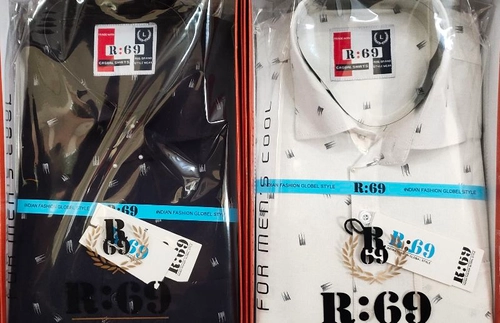 L
R:69
CASUAL SHIRTS
FOR MEN'S COOL
INDIAN FASHION GLOBEL STYLE
R:69
INDIAN FASHION GLOBEL STYLE
R
69
R:69
R:69
L
R:69
CASUAL SHIRTS
FOR MEN'S COOL
INDIAN FASHION GLOBEL STYLE
R:69
INDIAN FASHION GLOBEL STYLE
R
69
R:69
R:69
R:69